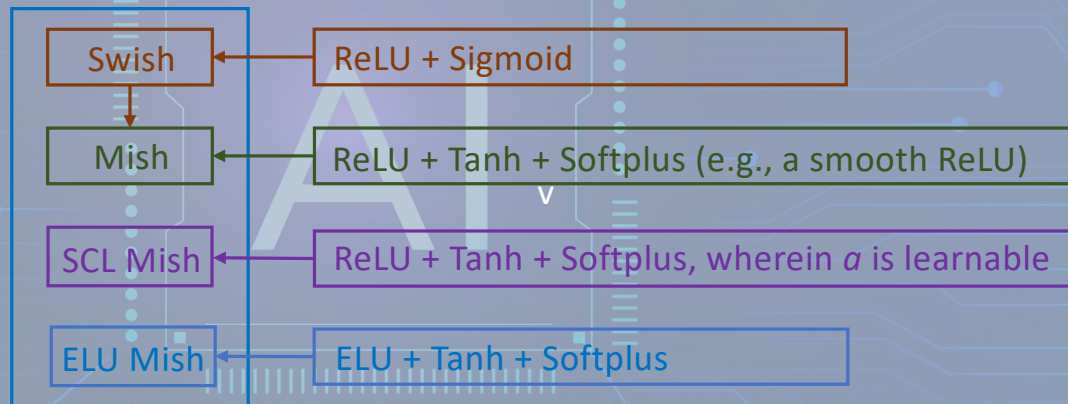 Swish
ReLU + Sigmoid
Mish
ReLU + Tanh + Softplus (e.g., a smooth ReLU)
v
SCL Mish
ReLU + Tanh + Softplus, wherein a is learnable
ELU Mish
ELU + Tanh + Softplus
AI